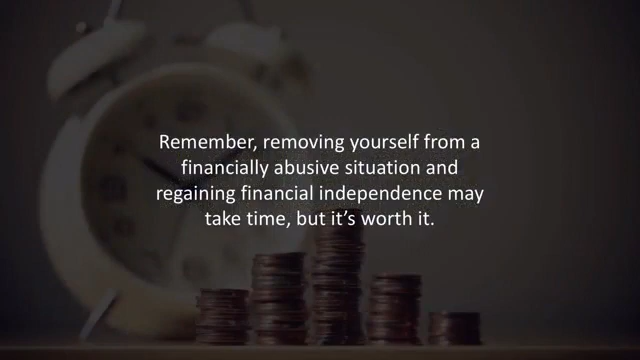 Remember, removing yourself from a
financially abusive situation and
regaining financial independence may
take time, but it’s worth it.